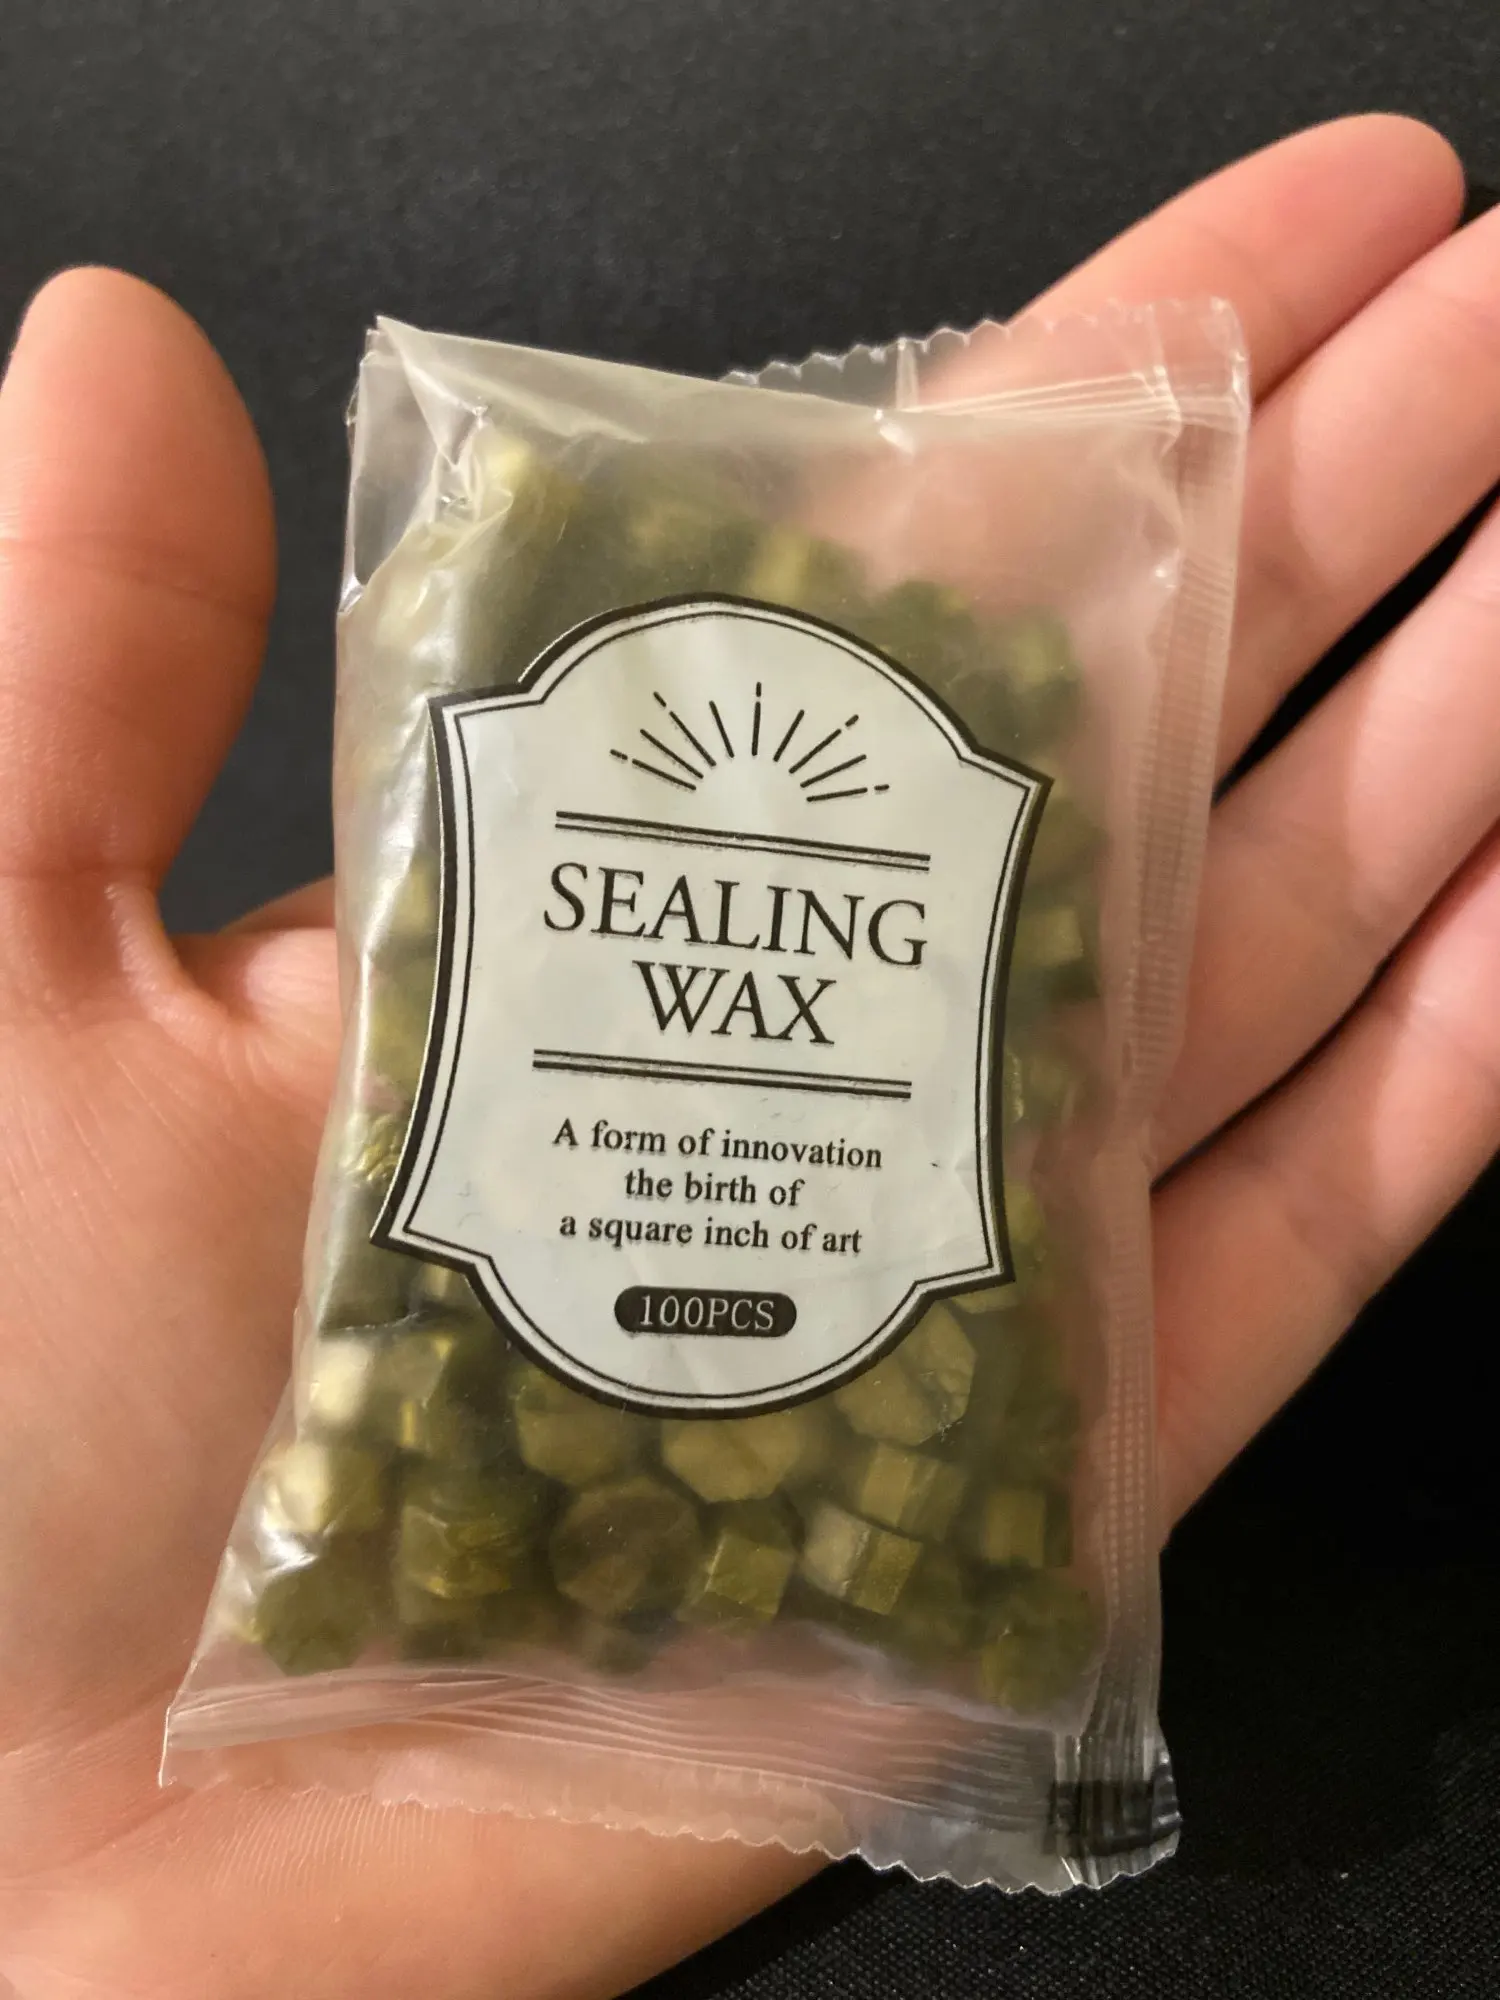 SEALING
WAX
A form of innovation
the birth of
a square inch of art
100PCS